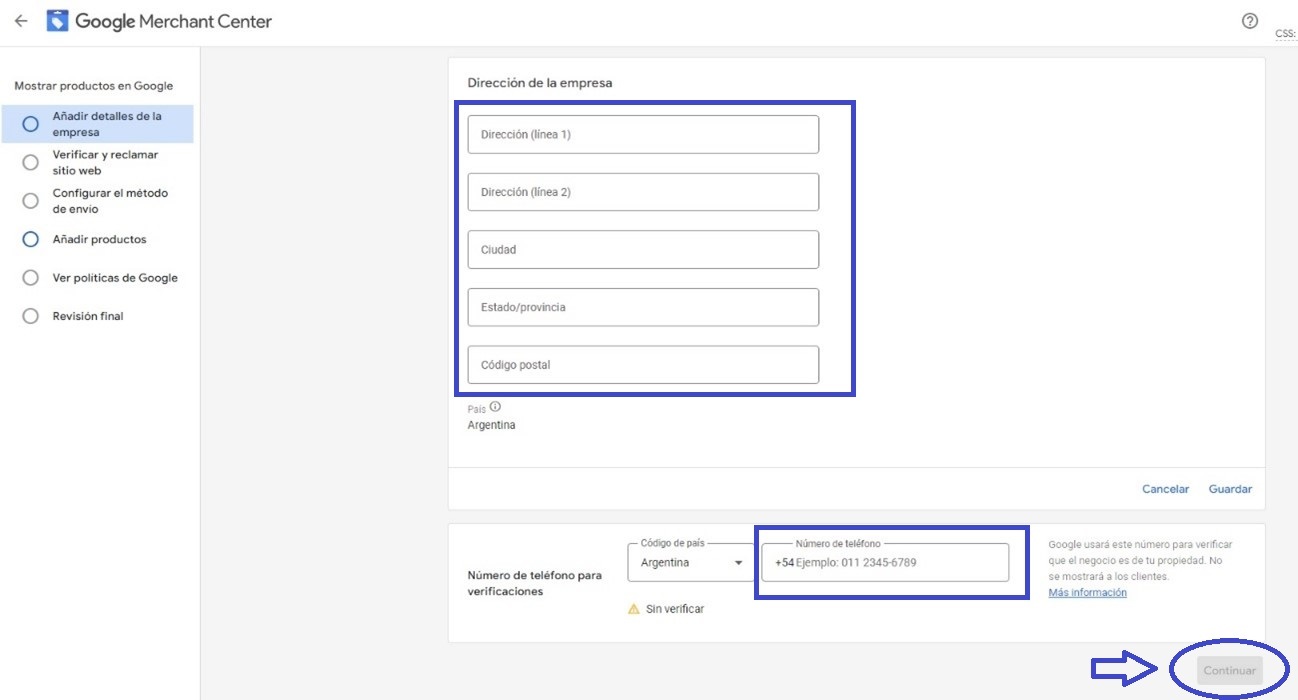 Google Merchant Center
CSS:
Mostrar productos en Google
Añadir detalles de la
empresa
Verificar y reclamar
sitio web
Configurar el método
de envío
Añadir productos
Ver políticas de Google
Revisión final
Dirección de la empresa
Dirección (línea 1)
Dirección (línea 2)
Ciudad
Estado/provincia
Código postal
País
Argentina
Cancelar Guardar
Número de teléfono para
verificaciones
Código de país
Argentina
Sin verificar
Número de teléfono
+54 Ejemplo: 011 2345-6789
Google usará este número para verificar
que el negocio es de tu propiedad. No
se mostrará a los clientes.
Más información
Continuar